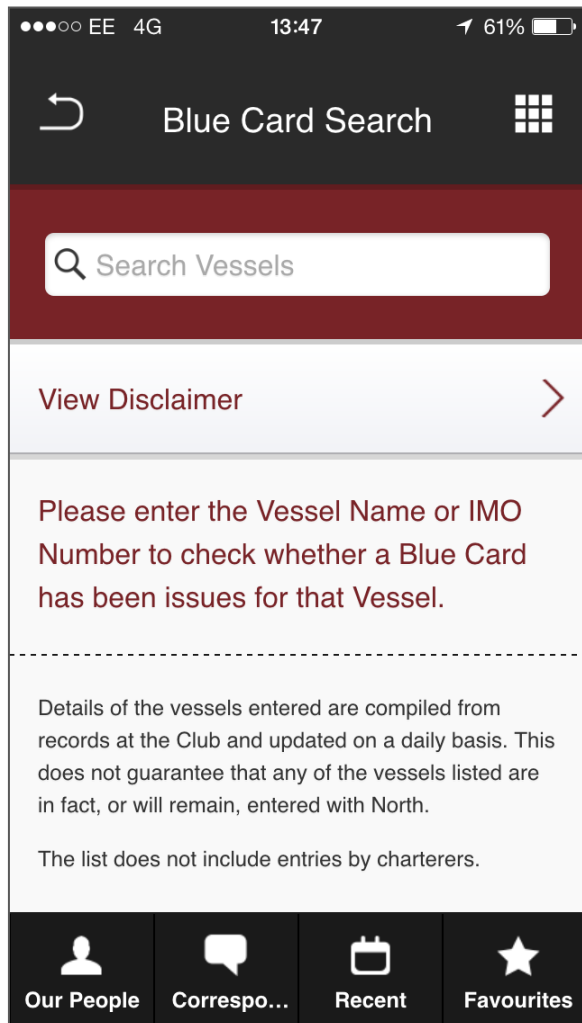 EE 4G 13:47 61%
Blue Card Search
Search Vessels
View Disclaimer
Please enter the Vessel Name or IMO
Number to check whether a Blue Card
has been issues for that Vessel.
Details of the vessels entered are compiled from
records at the Club and updated on a daily basis. This
does not guarantee that any of the vessels listed are
in fact, or will remain, entered with North.
The list does not include entries by charterers.
Our People Correspo... Recent Favourites